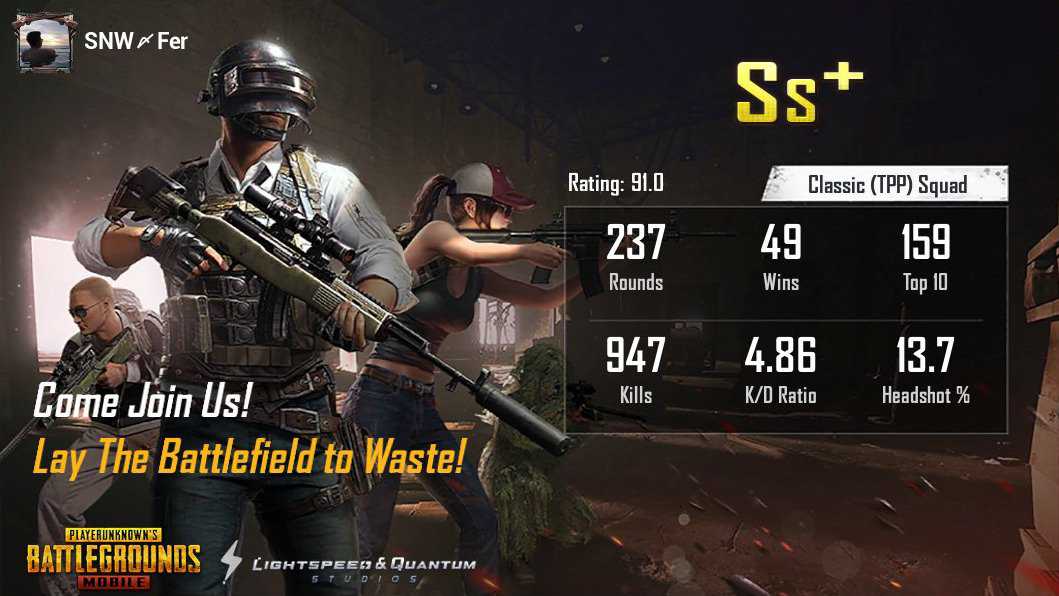 SNW〆Fer
Ss+
Rating: 91.0
Classic (TPP) Squad
237
49
159
Rounds
Wins
Top 10
947
4.86
13.7
Kills
K/D Ratio
Headshot %
Come Join Us!
Lay The Battlefield to Waste!
PLAYERUNKNOWN'S
BATTLEGROUNDS
MOBILE
LIGHTSPEED & QUANTUM
STUDIOS